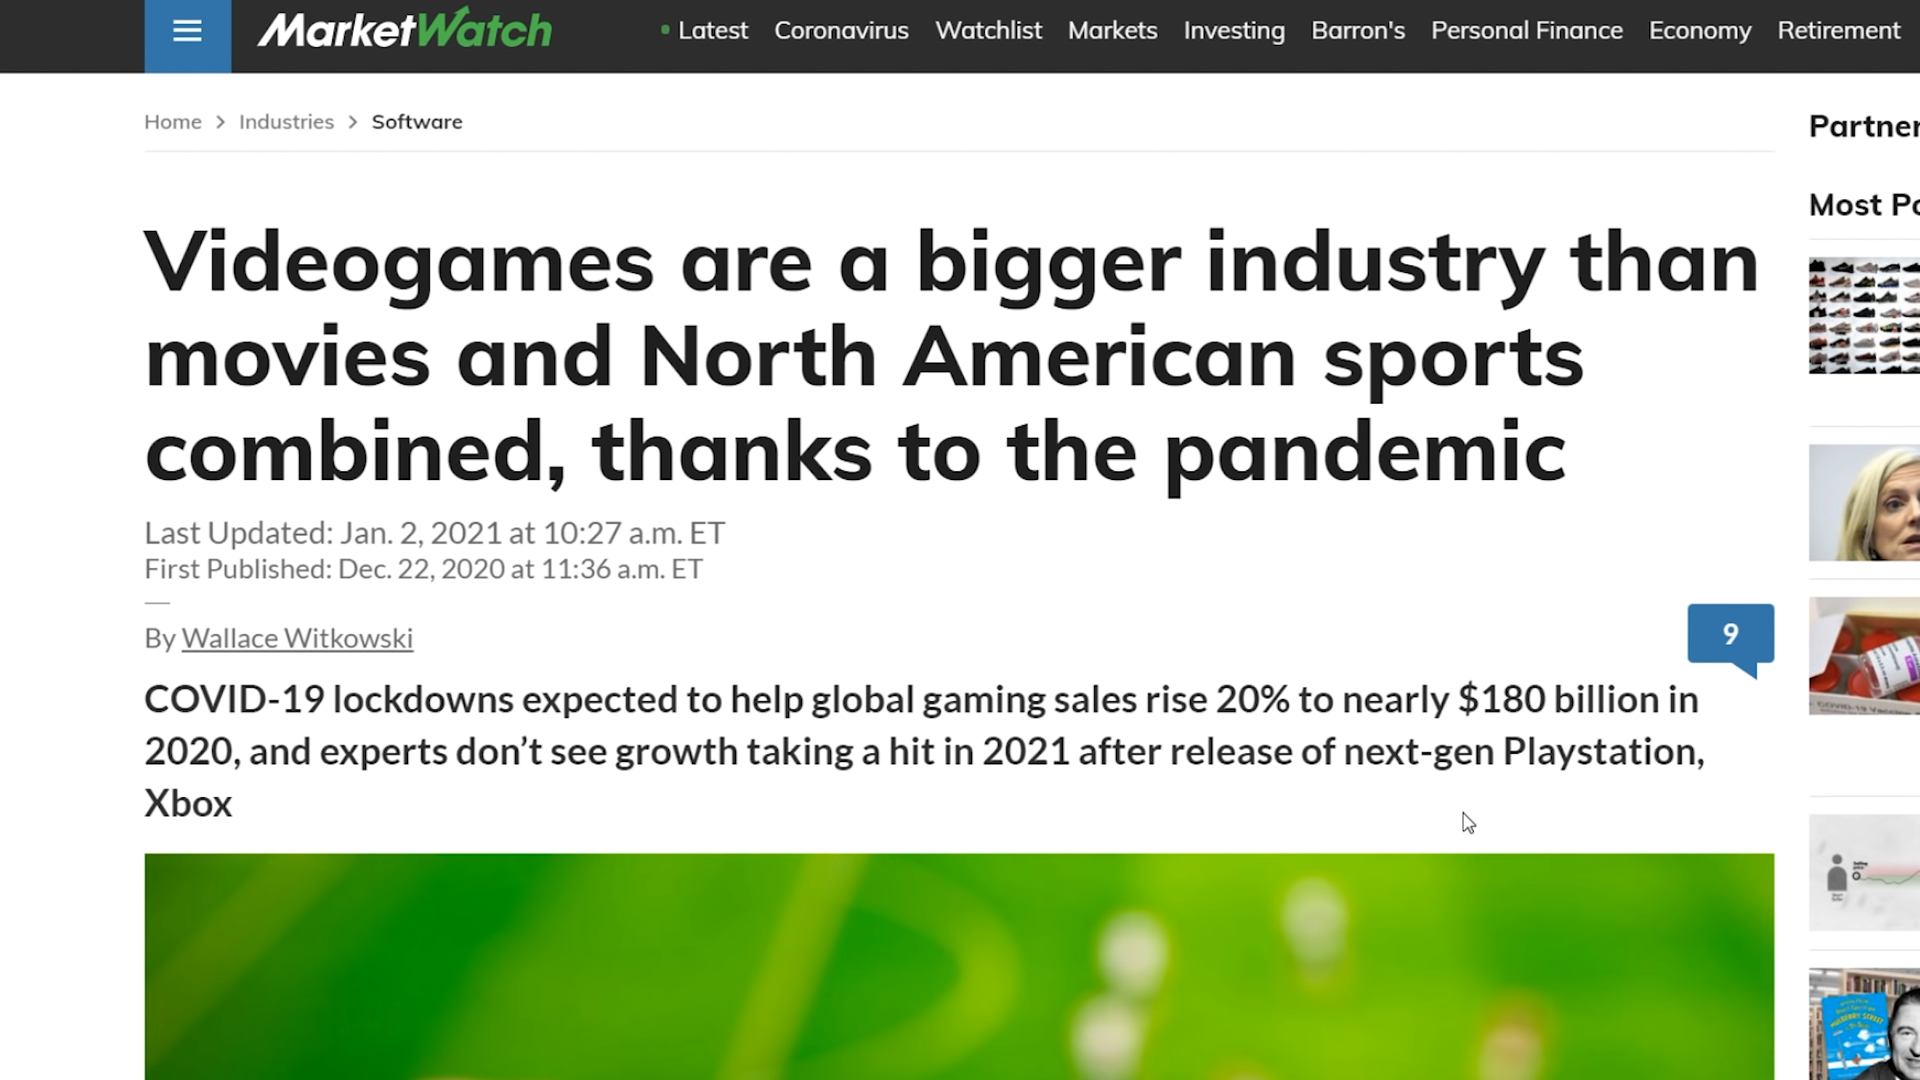 MarketWatch
Latest Coronavirus Watchlist Markets Investing Barron's Personal Finance Economy Retirement
Home > Industries > Software
Partner
Most Po
Videogames are a bigger industry than
movies and North American sports
combined, thanks to the pandemic
Last Updated: Jan. 2, 2021 at 10:27 a.m. ET
First Published: Dec. 22, 2020 at 11:36 a.m. ET
By Wallace Witkowski
9
COVID-19 lockdowns expected to help global gaming sales rise 20% to nearly $180 billion in
2020, and experts don’t see growth taking a hit in 2021 after release of next-gen Playstation,
Xbox